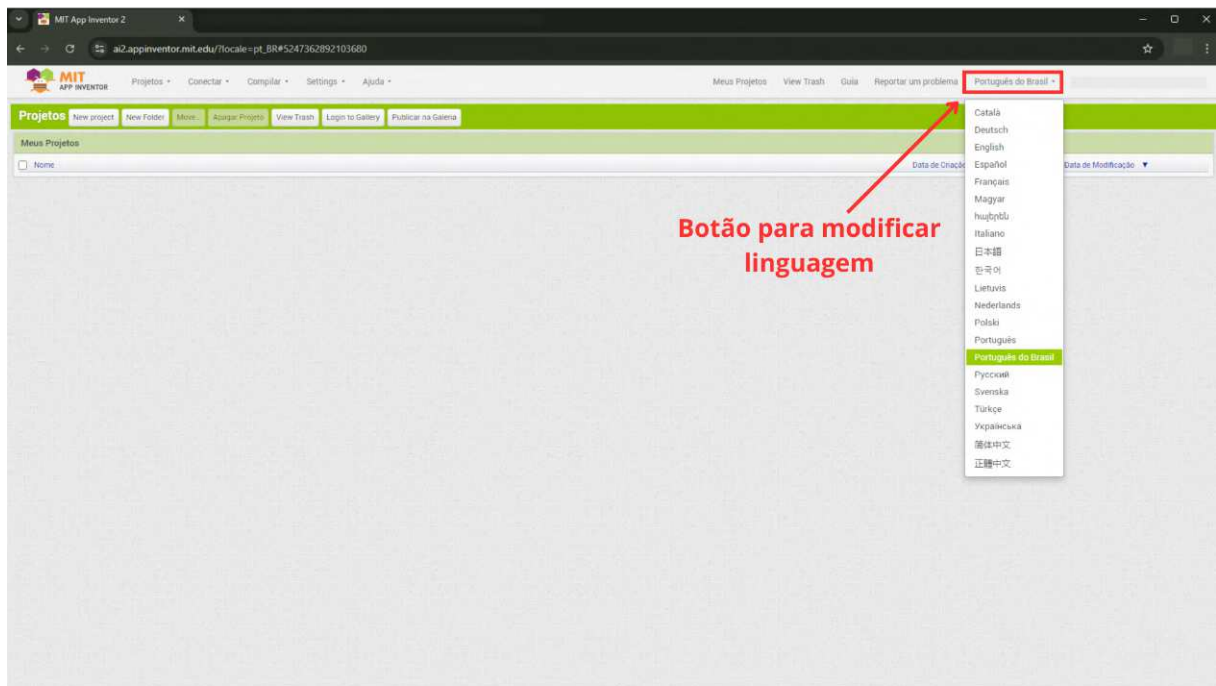 MIT App Inventor 2
ai2.appinventor.mit.edu/?locale=pt_BR#5247362892103680
MIT
APP INVENTOR
Projetos Conectar Compilar Settings Ajuda Meus Projetos View Trash Guia Reportar um problema Português do Brasil
Projetos New project New Folder Move... Apagar Projeto View Trash Login to Gallery Publicar na Galeria
Meus Projetos
Nome Data de Criação Data de Modificação ▼
Català
Deutsch
English
Español
Français
Magyar
հայերեն
Italiano
日本語
한국어
Lietuvis
Nederlands
Polski
Português
Português do Brasil
Русский
Svenska
Türkçe
Українська
简体中文
正體中文
Botão para modificar
linguagem